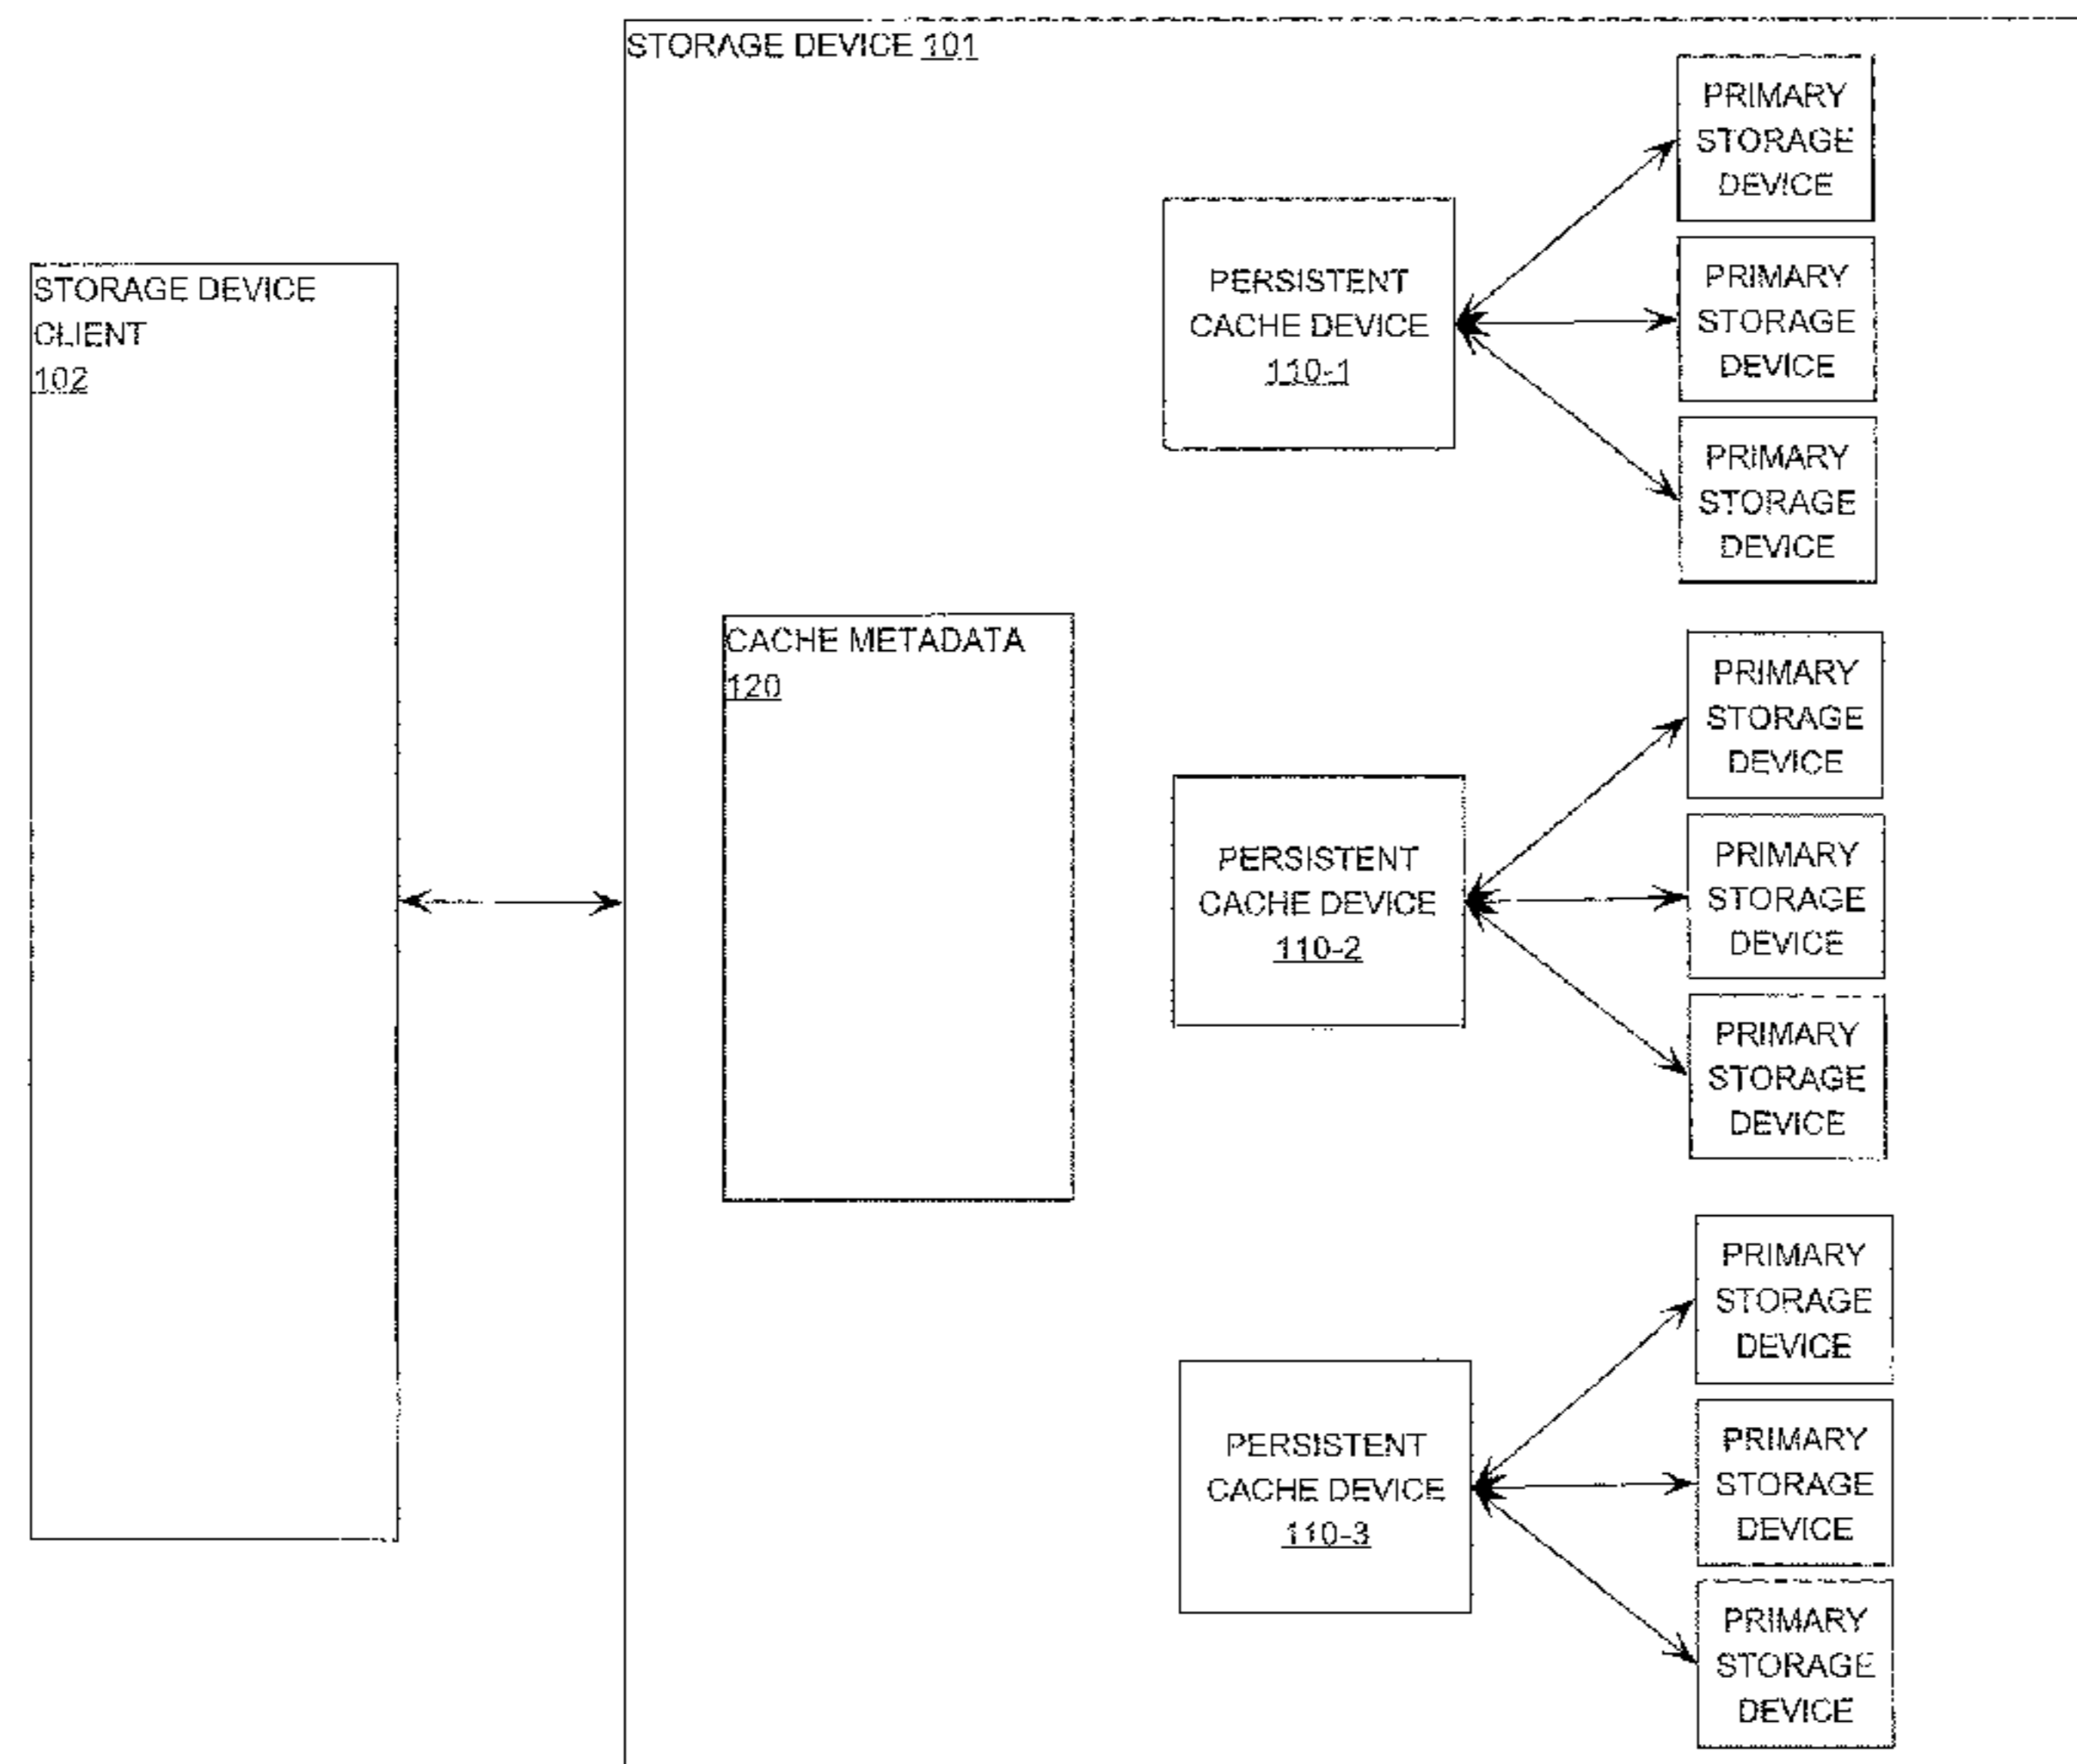 STORAGE DEVICE 101
STORAGE DEVICE
CLIENT
102
CACHE METADATA
120
PERSISTENT
CACHE DEVICE
110-1
PRIMARY
STORAGE
DEVICE
PRIMARY
STORAGE
DEVICE
PRIMARY
STORAGE
DEVICE
PERSISTENT
CACHE DEVICE
110-2
PRIMARY
STORAGE
DEVICE
PRIMARY
STORAGE
DEVICE
PRIMARY
STORAGE
DEVICE
PERSISTENT
CACHE DEVICE
110-3
PRIMARY
STORAGE
DEVICE
PRIMARY
STORAGE
DEVICE
PRIMARY
STORAGE
DEVICE